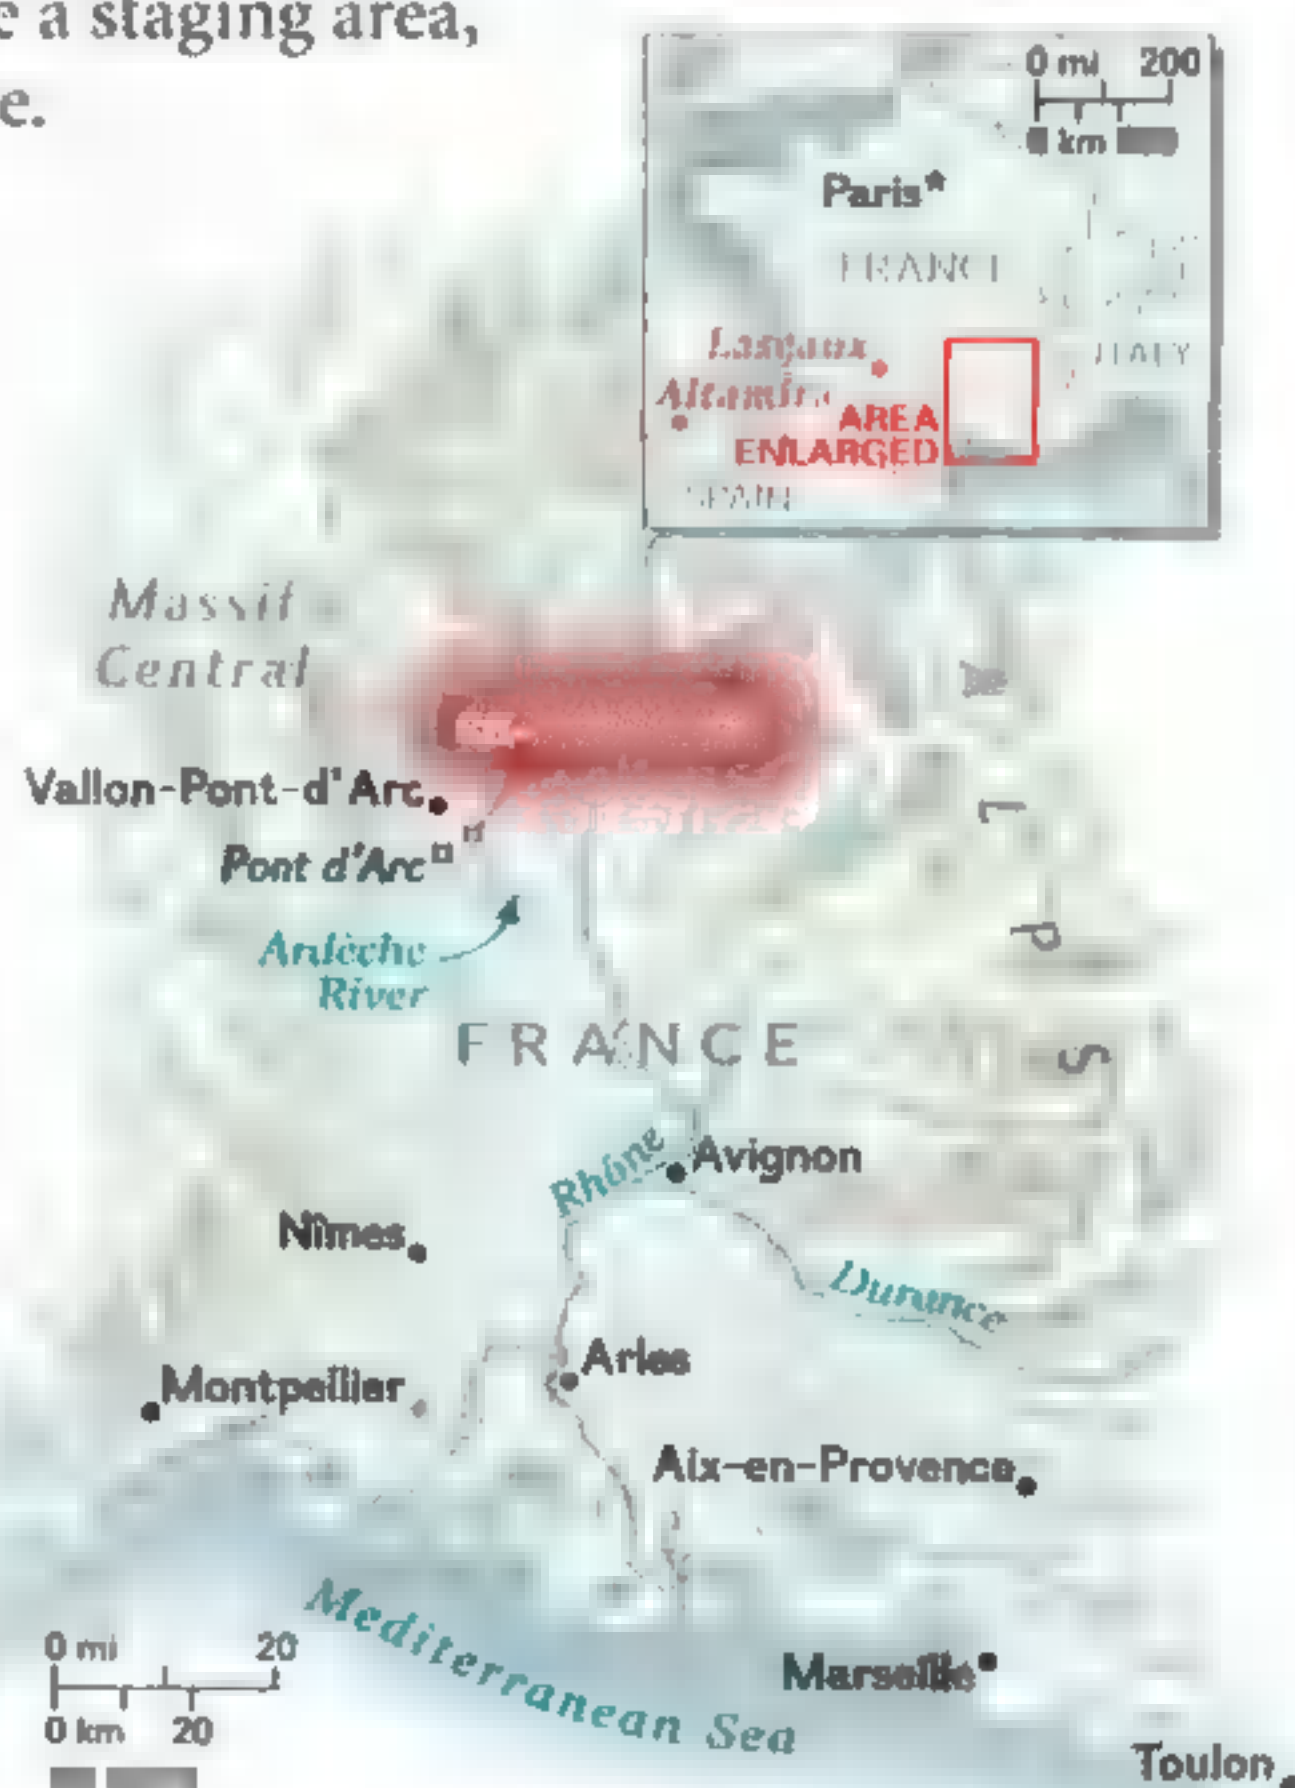 a staging area,
e.
0 mi 200
km
Paris
FRANCE
ITALY
Lascaux
Altamira
AREA
ENLARGED
SPAIN
Massif
Central
ALPS
Vallon-Pont-d'Arc
Pont d'Arc
Ardèche
River
FRANCE
Rhône
Avignon
Nîmes
Durance
Arles
Montpellier
Aix-en-Provence
Mediterranean Sea
Marseille
0 mi 20
0 km 20
Toulon